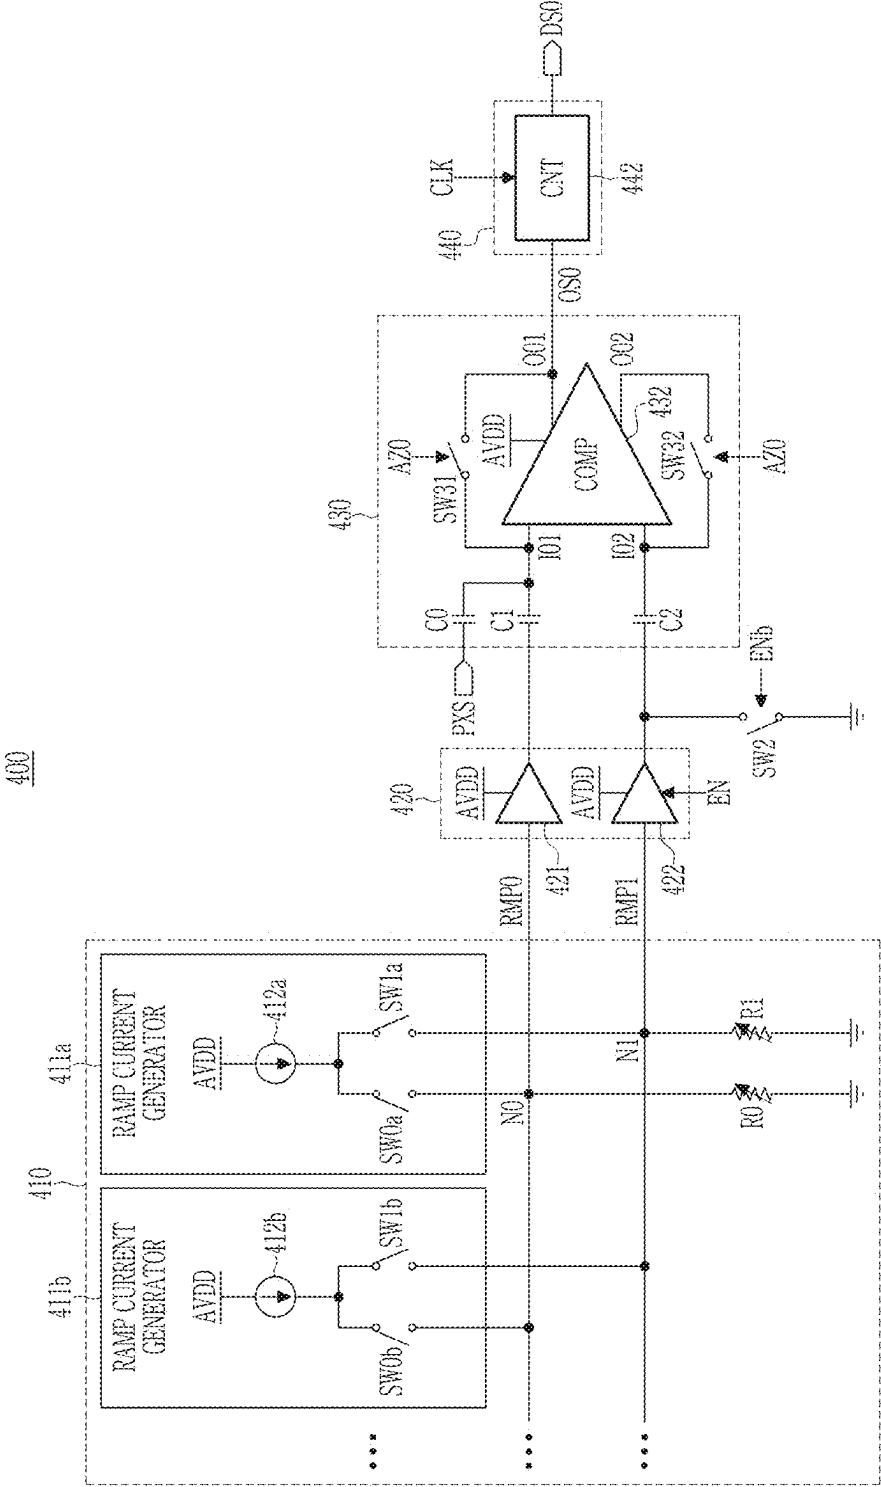 400
410
411b
RAMP CURRENT
GENERATOR
AVDD
412b
SW0b
SW1b
411a
RAMP CURRENT
GENERATOR
AVDD
412a
SW0a
SW1a
N0
N1
R0
R1
RMP0
RMP1
420
AVDD
421
AVDD
422
EN
SW2
ENb
PXS
430
C0
C1
C2
IO1
IO2
SW31
AZ0
AVDD
COMP
432
SW32
AZ0
OO1
OO2
OS0
440
CLK
CNT
442
DS0